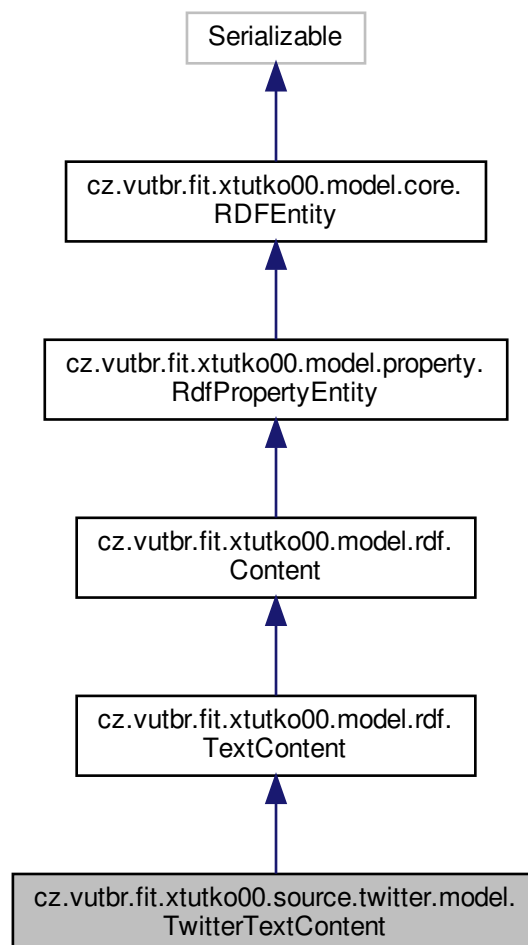 Serializable
cz.vutbr.fit.xtutko00.model.core.
RDFEntity
cz.vutbr.fit.xtutko00.model.property.
RdfPropertyEntity
cz.vutbr.fit.xtutko00.model.rdf.
Content
cz.vutbr.fit.xtutko00.model.rdf.
TextContent
cz.vutbr.fit.xtutko00.source.twitter.model.
TwitterTextContent